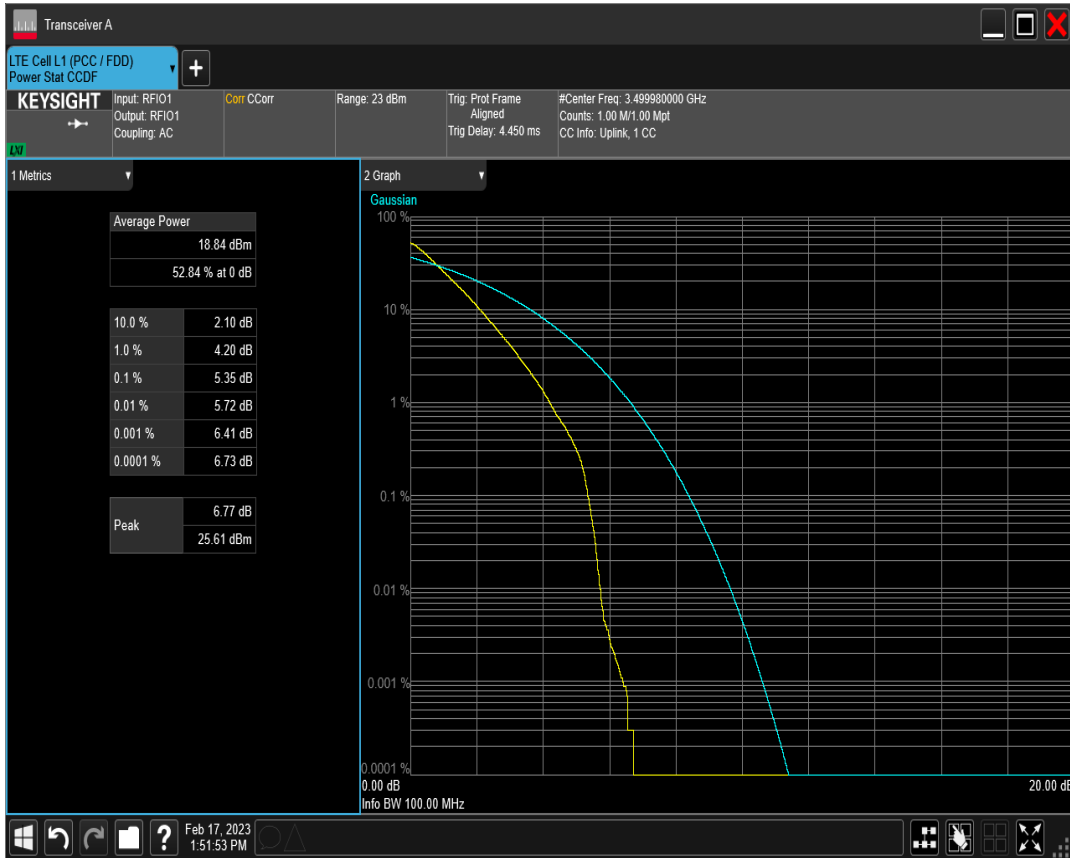 Transceiver A
LTE Cell L1 (PCC / FDD)
Power Stat CCDF
KEYSIGHT
LXI
Input: RFIO1
Output: RFIO1
Coupling: AC
Corr CCorr
Range: 23 dBm
Trig: Prot Frame
Aligned
Trig Delay: 4.450 ms
#Center Freq: 3.499980000 GHz
Counts: 1.00 M/1.00 Mpt
CC Info: Uplink, 1 CC
1 Metrics
Average Power
18.84 dBm
52.84 % at 0 dB
10.0 % 2.10 dB
1.0 % 4.20 dB
0.1 % 5.35 dB
0.01 % 5.72 dB
0.001 % 6.41 dB
0.0001 % 6.73 dB
Peak 6.77 dB
25.61 dBm
2 Graph
Gaussian
100 %
10 %
1 %
0.1 %
0.01 %
0.001 %
0.0001 %
0.00 dB 20.00 dB
Info BW 100.00 MHz
? Feb 17, 2023
1:51:53 PM